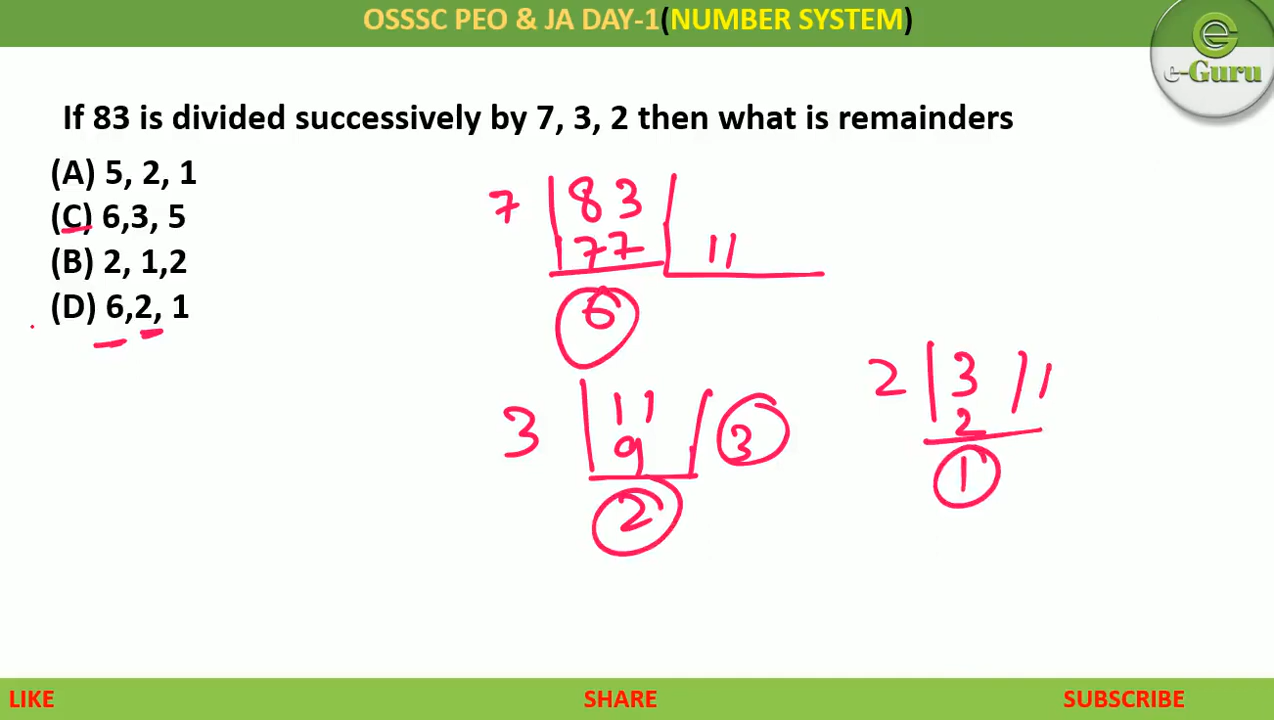 OSSSC PEO & JA DAY-1(NUMBER SYSTEM)
e-Guru
If 83 is divided successively by 7, 3, 2 then what is remainders
(A) 5, 2, 1
(C) 6,3, 5
(B) 2, 1,2
(D) 6,2, 1
7 83
77 11
6
3 11 3
9
2
2 3 1
2
1
LIKE SHARE SUBSCRIBE